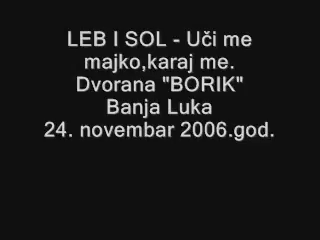 LEB I SOL - Uči me
majko,karaj me.
Dvorana "BORIK"
Banja Luka
24. novembar 2006.god.